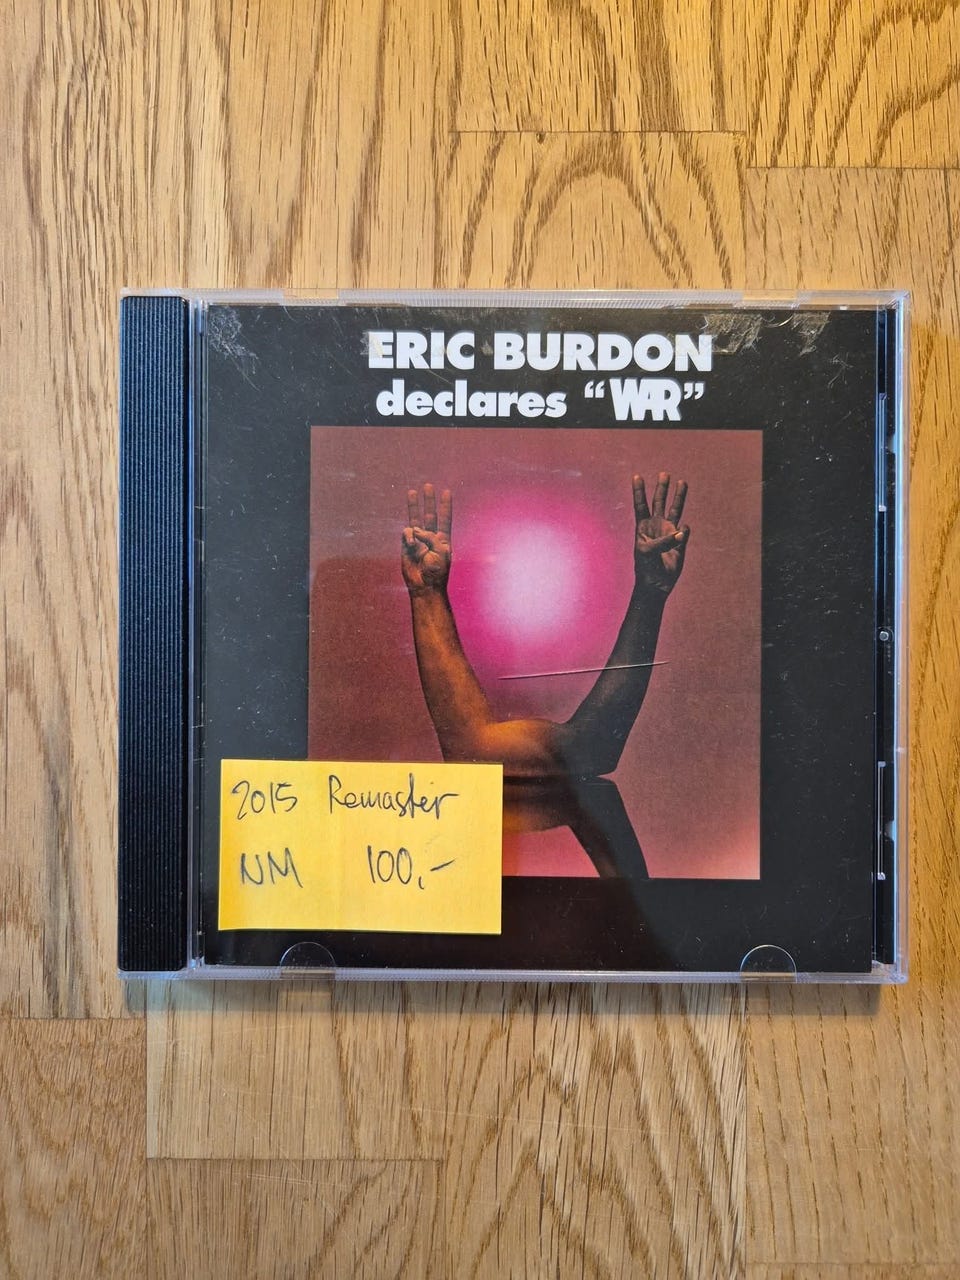 ERIC BURDON
declares “WAR”
2015 Remaster
NM 100,-